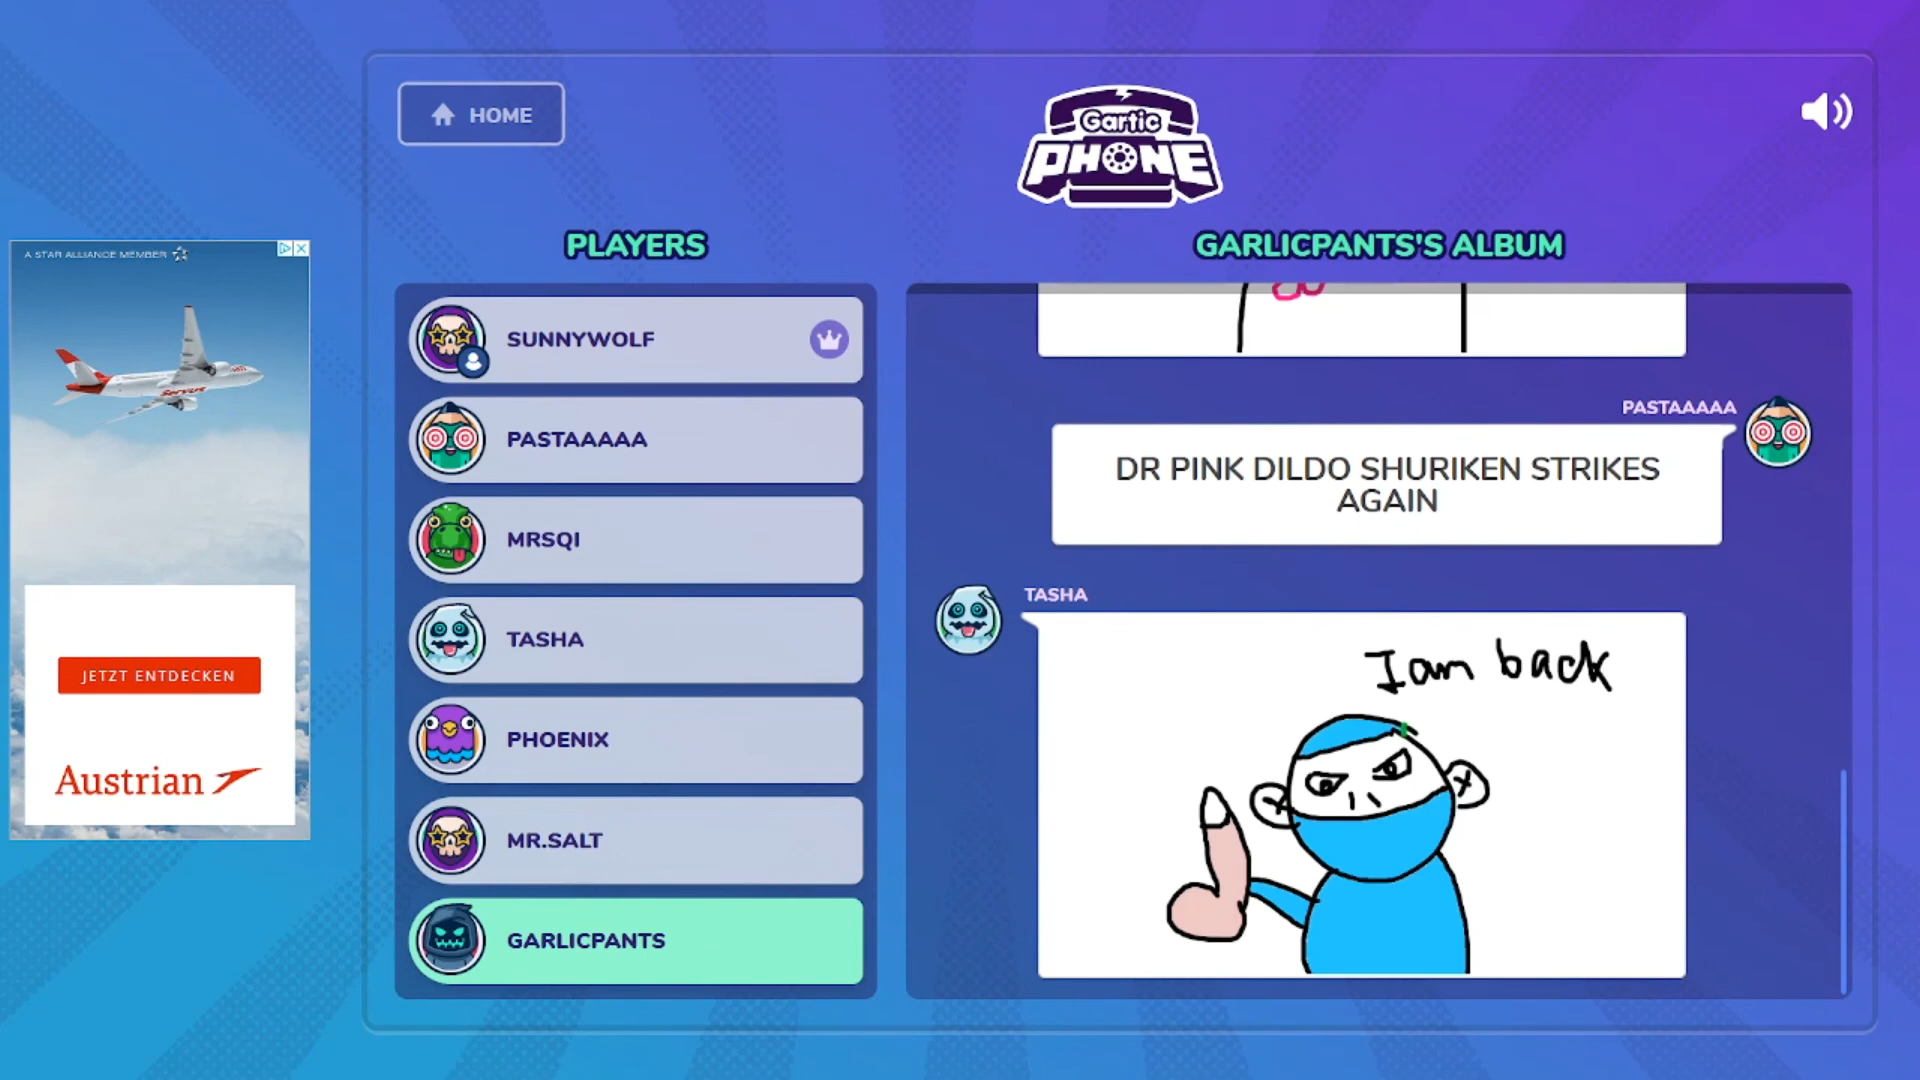 HOME
Gartic
PHONE
A STAR ALLIANCE MEMBER
PLAYERS
GARLICPANTS'S ALBUM
SUNNYWOLF
PASTAAAAA
MRSQI
TASHA
PHOENIX
MR.SALT
GARLICPANTS
PASTAAAAA
DR PINK DILDO SHURIKEN STRIKES
AGAIN
TASHA
I am back
Servus
JETZT ENTDECKEN
Austrian